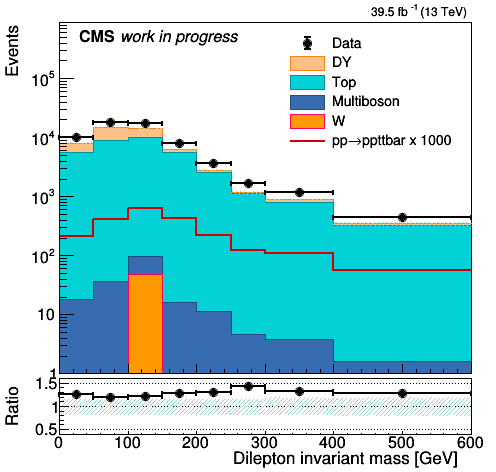 39.5 fb⁻¹ (13 TeV)
CMS work in progress
Events
Data
DY
Top
Multiboson
W
pp→ppttbar x 1000
10⁵
10⁴
10³
10²
10
1
Ratio
1.5
1
0.5
0 100 200 300 400 500 600
Dilepton invariant mass [GeV]